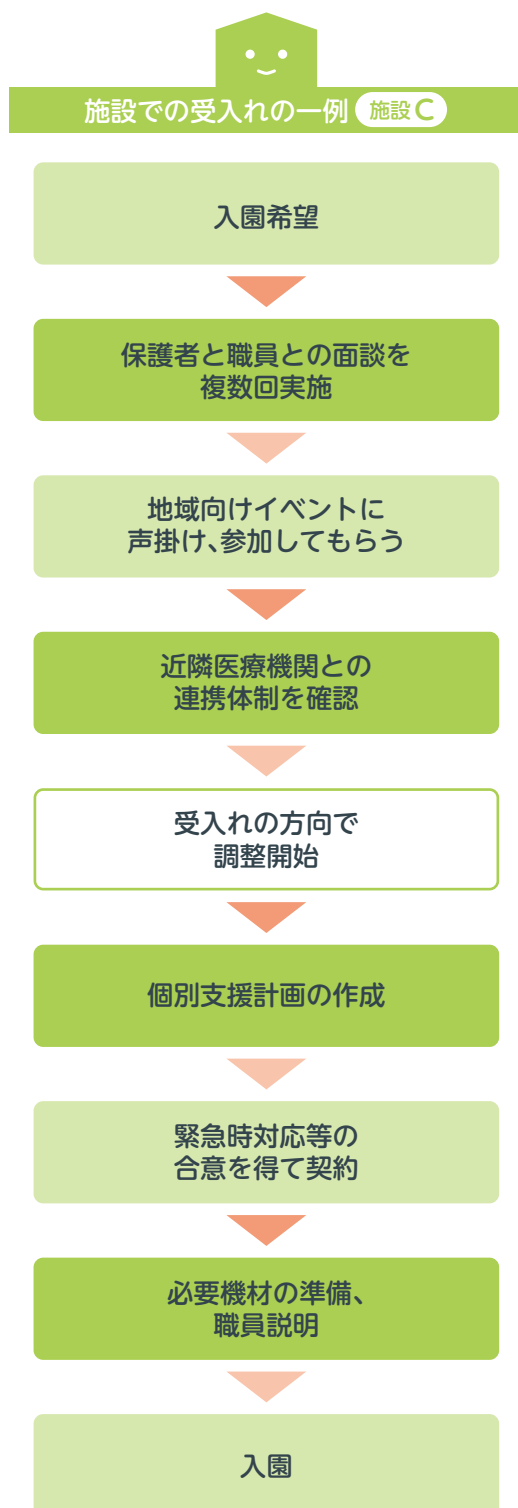 施設での受入れの一例 施設C
入園希望
保護者と職員との面談を
複数回実施
地域向けイベントに
声掛け、参加してもらう
近隣医療機関との
連携体制を確認
受入れの方向で
調整開始
個別支援計画の作成
緊急時対応等の
合意を得て契約
必要機材の準備、
職員説明
入園